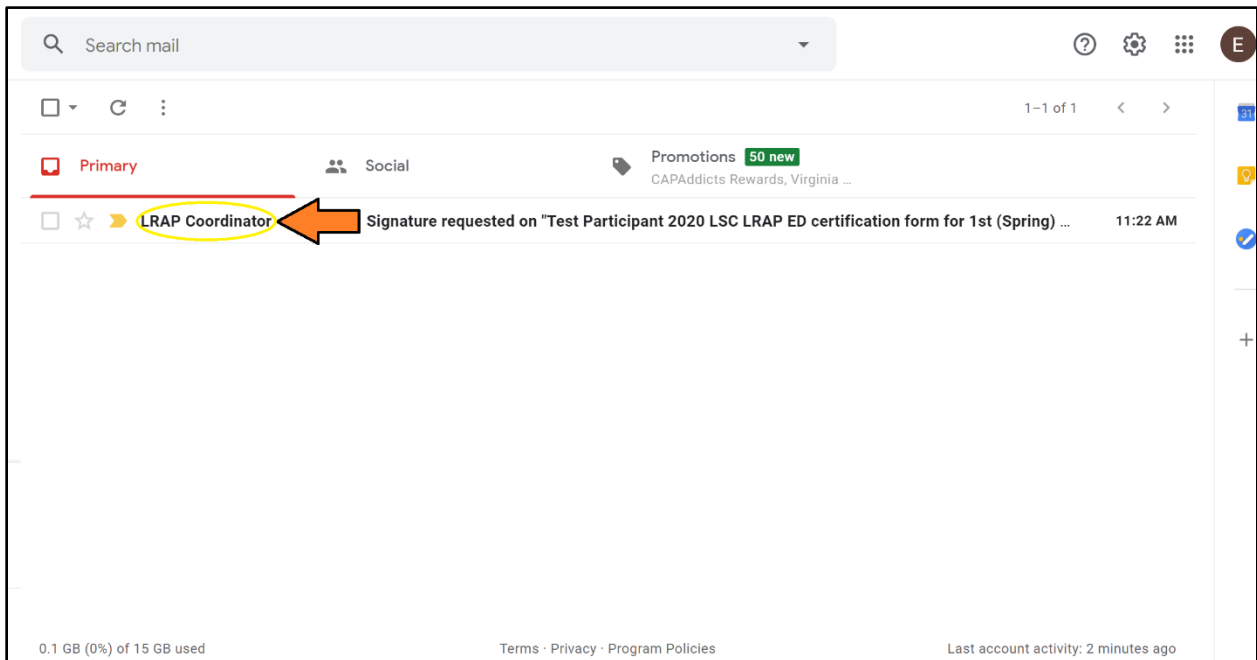 Search mail
E
1–1 of 1
31
Primary
Social
Promotions 50 new
CAPAddicts Rewards, Virginia ...
LRAP Coordinator
Signature requested on "Test Participant 2020 LSC LRAP ED certification form for 1st (Spring) ...
11:22 AM
0.1 GB (0%) of 15 GB used
Terms · Privacy · Program Policies
Last account activity: 2 minutes ago